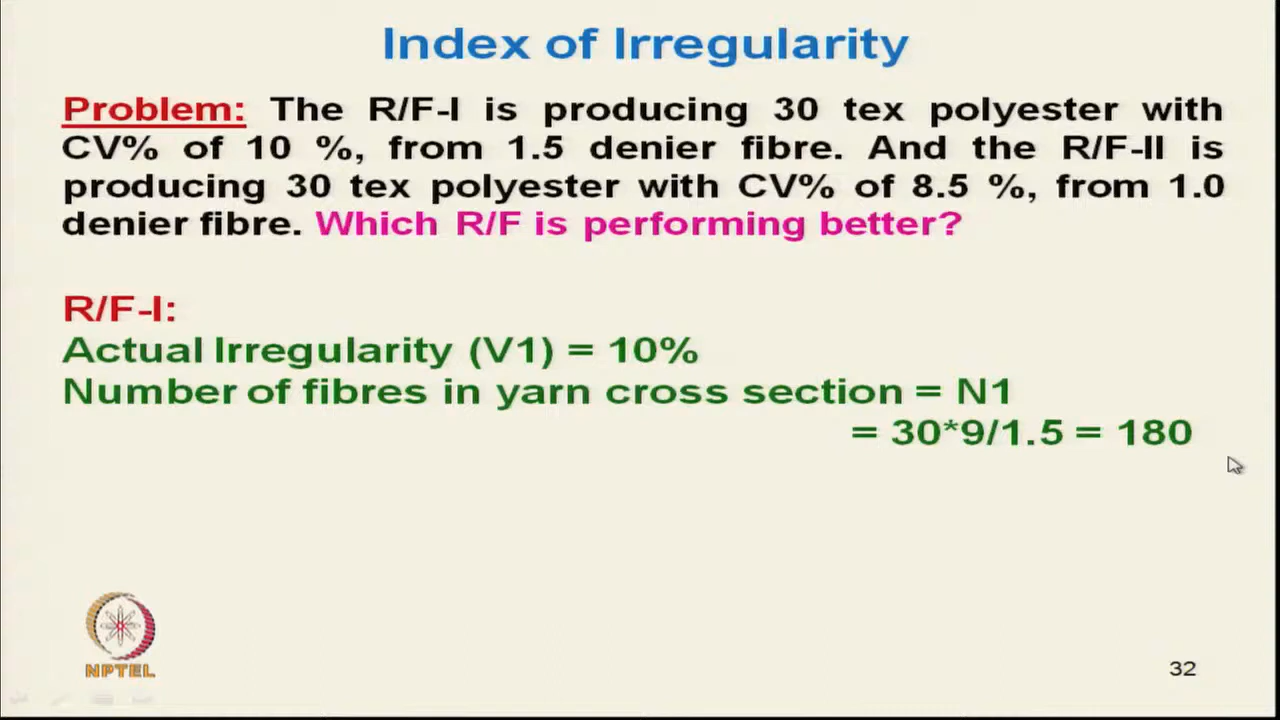 Index of Irregularity
Problem: The R/F-I is producing 30 tex polyester with
CV% of 10 %, from 1.5 denier fibre. And the R/F-II is
producing 30 tex polyester with CV% of 8.5 %, from 1.0
denier fibre. Which R/F is performing better?
R/F-I:
Actual Irregularity (V1) = 10%
Number of fibres in yarn cross section = N1
= 30*9/1.5 = 180
NPTEL
32